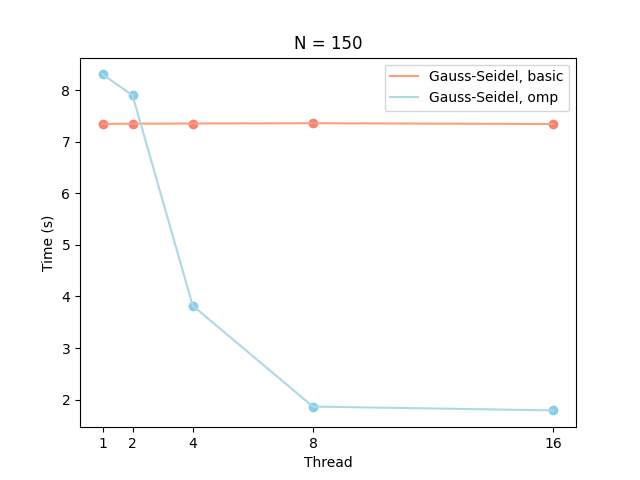 N = 150
Gauss-Seidel, basic
Gauss-Seidel, omp
Time (s)
8
7
6
5
4
3
2
1 2 4 8 16
Thread